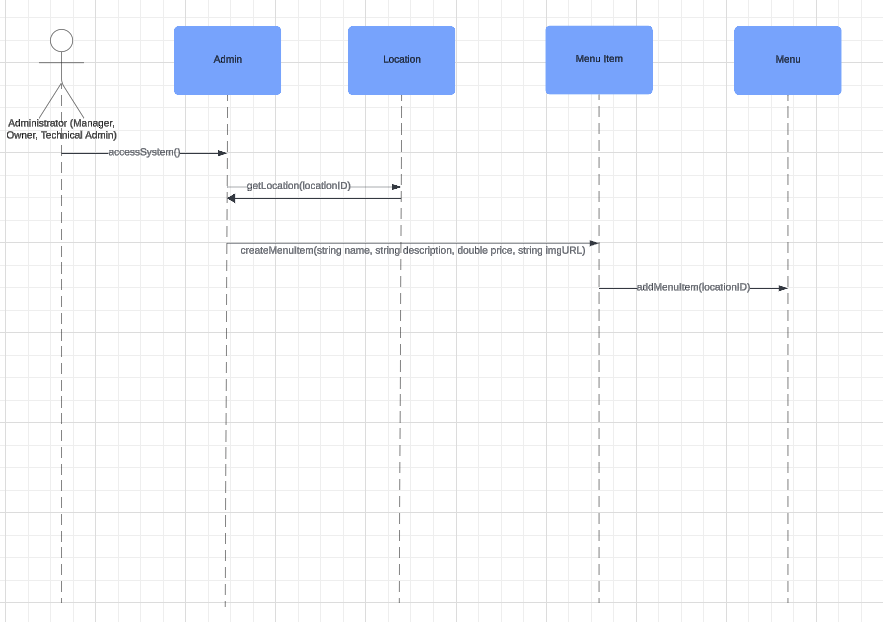 Admin
Location
Menu Item
Menu
Administrator (Manager,
Owner, Technical Admin)
accessSystem()
getLocation(locationID)
createMenuItem(string name, string description, double price, string imgURL)
addMenuItem(locationID)